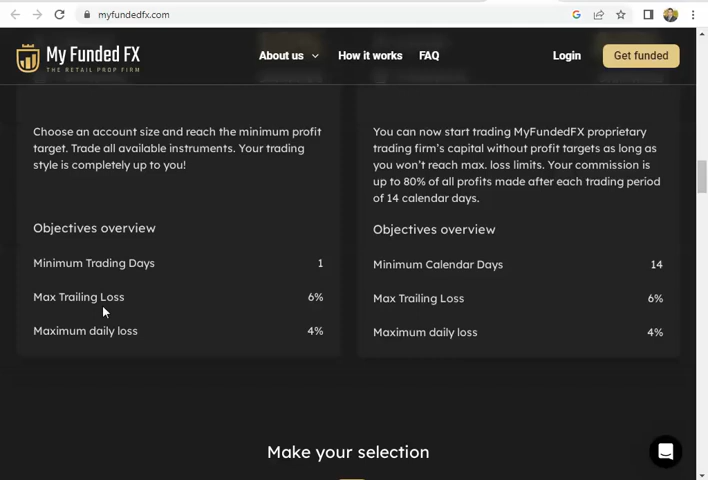 myfundedfx.com
My Funded FX
THE RETAIL PROP FIRM
About us
How it works
FAQ
Login
Get funded
Choose an account size and reach the minimum profit
target. Trade all available instruments. Your trading
style is completely up to you!
Objectives overview
Minimum Trading Days 1
Max Trailing Loss 6%
Maximum daily loss 4%
You can now start trading MyFundedFX proprietary
trading firm's capital without profit targets as long as
you won't reach max. loss limits. Your commission is
up to 80% of all profits made after each trading period
of 14 calendar days.
Objectives overview
Minimum Calendar Days 14
Max Trailing Loss 6%
Maximum daily loss 4%
Make your selection